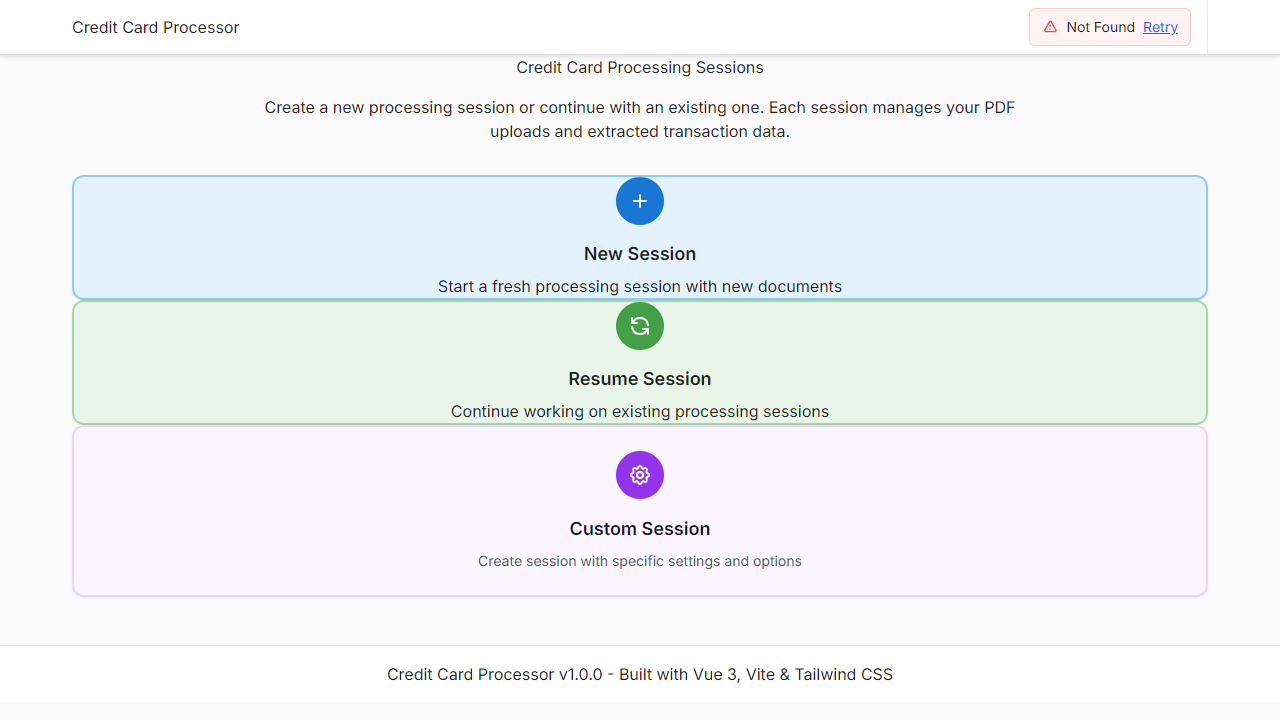 Credit Card Processor
Not Found Retry
Credit Card Processing Sessions
Create a new processing session or continue with an existing one. Each session manages your PDF
uploads and extracted transaction data.
New Session
Start a fresh processing session with new documents
Resume Session
Continue working on existing processing sessions
Custom Session
Create session with specific settings and options
Credit Card Processor v1.0.0 - Built with Vue 3, Vite & Tailwind CSS